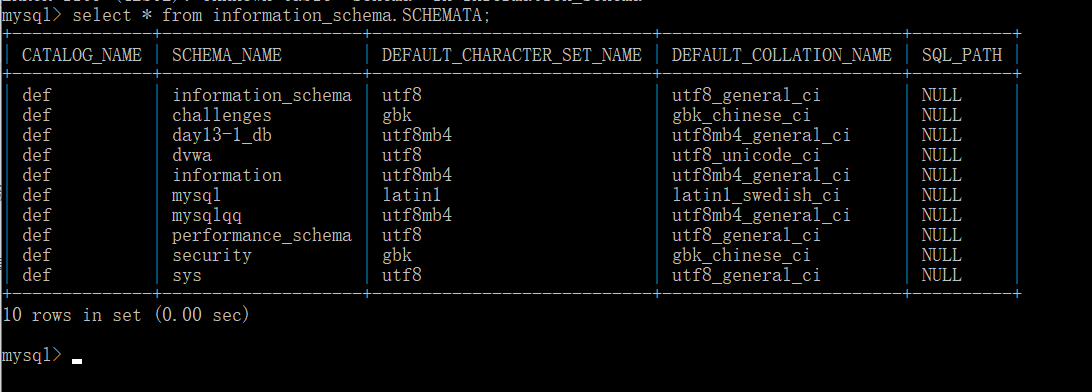 mysql> select * from information_schema.SCHEMATA;
+--------------+--------------------+----------------------------+------------------------+----------+
| CATALOG_NAME | SCHEMA_NAME | DEFAULT_CHARACTER_SET_NAME | DEFAULT_COLLATION_NAME | SQL_PATH |
+--------------+--------------------+----------------------------+------------------------+----------+
| def | information_schema | utf8 | utf8_general_ci | NULL |
| def | challenges | gbk | gbk_chinese_ci | NULL |
| def | day13-1_db | utf8mb4 | utf8mb4_general_ci | NULL |
| def | dvwa | utf8 | utf8_unicode_ci | NULL |
| def | information | utf8mb4 | utf8mb4_general_ci | NULL |
| def | mysql | latin1 | latin1_swedish_ci | NULL |
| def | mysqlqq | utf8mb4 | utf8mb4_general_ci | NULL |
| def | performance_schema | utf8 | utf8_general_ci | NULL |
| def | security | gbk | gbk_chinese_ci | NULL |
| def | sys | utf8 | utf8_general_ci | NULL |
+--------------+--------------------+----------------------------+------------------------+----------+
10 rows in set (0.00 sec)
mysql> _